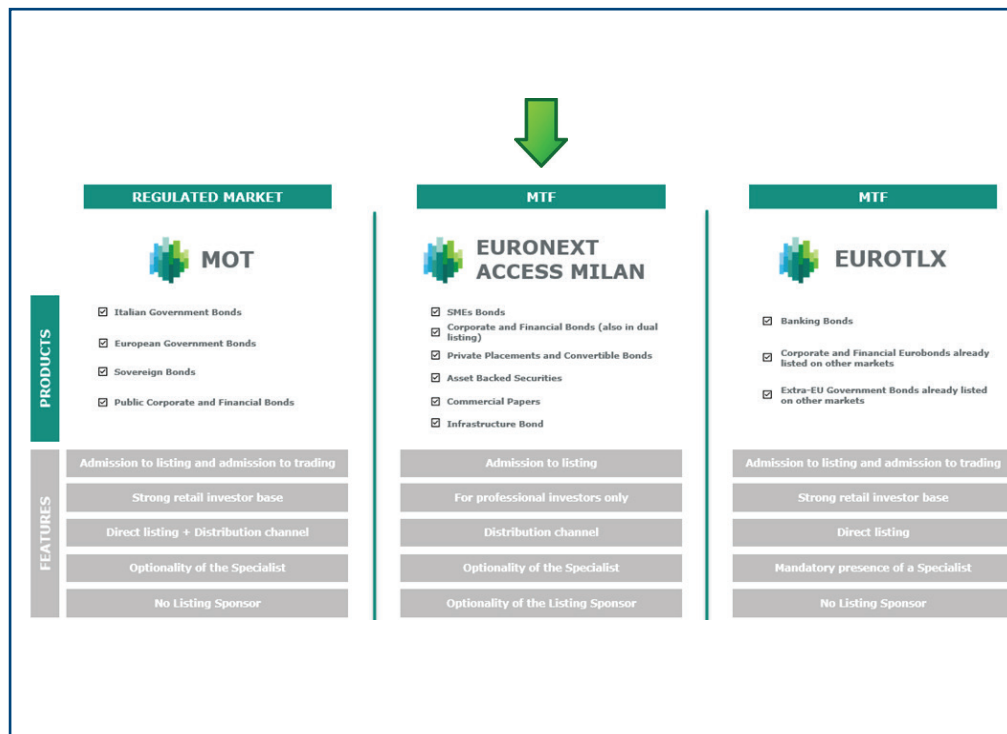 REGULATED MARKET
MOT
PRODUCTS
Italian Government Bonds
European Government Bonds
Sovereign Bonds
Public Corporate and Financial Bonds
FEATURES
Admission to listing and admission to trading
Strong retail investor base
Direct listing + Distribution channel
Optionality of the Specialist
No Listing Sponsor
MTF
EURONEXT
ACCESS MILAN
SMEs Bonds
Corporate and Financial Bonds (also in dual
listing)
Private Placements and Convertible Bonds
Asset Backed Securities
Commercial Papers
Infrastructure Bond
Admission to listing
For professional investors only
Distribution channel
Optionality of the Specialist
Optionality of the Listing Sponsor
MTF
EUROTLX
Banking Bonds
Corporate and Financial Eurobonds already
listed on other markets
Extra-EU Government Bonds already listed
on other markets
Admission to listing and admission to trading
Strong retail investor base
Direct listing
Mandatory presence of a Specialist
No Listing Sponsor